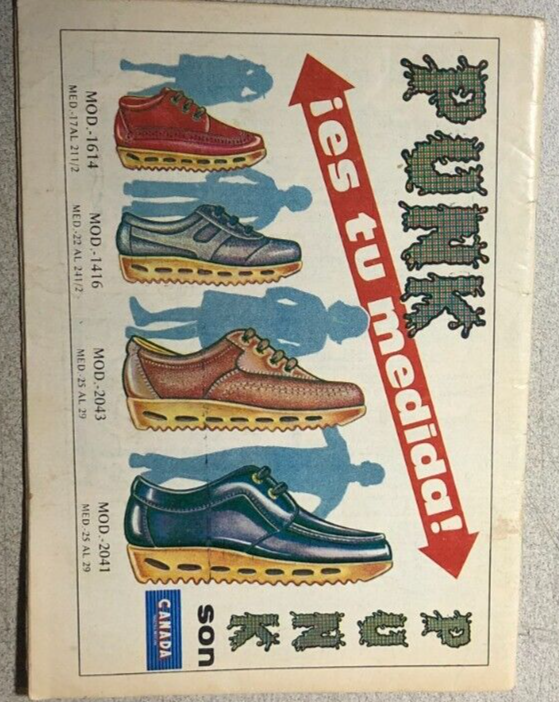 PUNK
¡es tu medida!
MOD.-1614
MED.-17 AL 21 1/2
MOD.-1416
MED.-22 AL 24 1/2
MOD.-2043
MED.-25 AL 29
MOD.-2041
MED.-25 AL 29
PUNK
son
CANADA